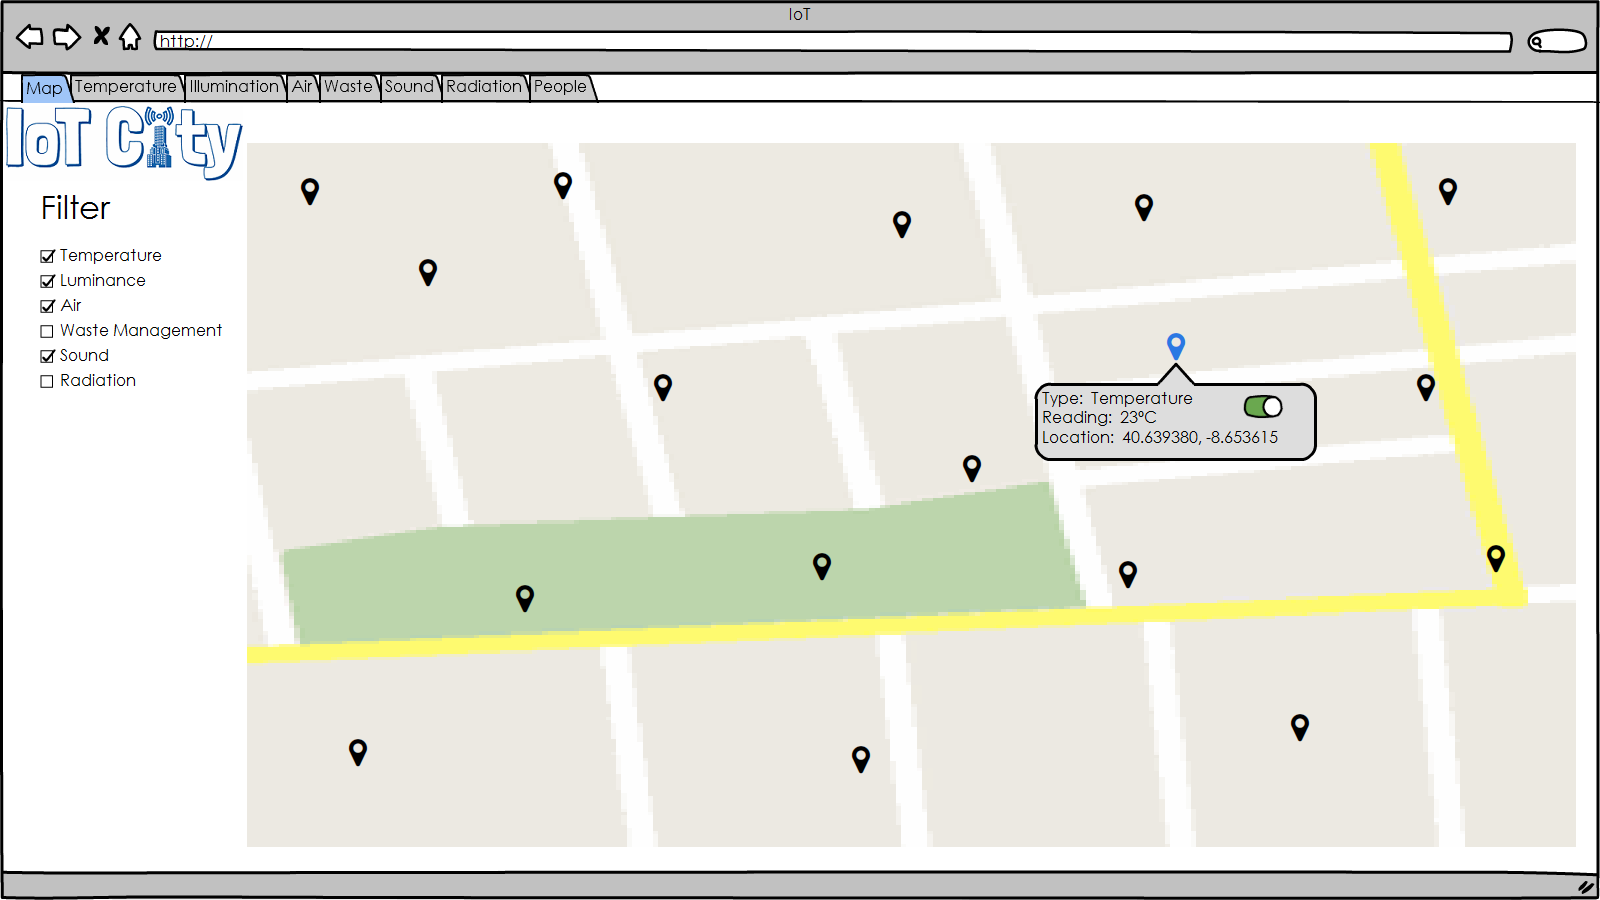 IoT
http://
Map Temperature Illumination Air Waste Sound Radiation People
IoT City
Filter
Temperature
Luminance
Air
Waste Management
Sound
Radiation
Type: Temperature
Reading: 23ºC
Location: 40.639380, -8.653615